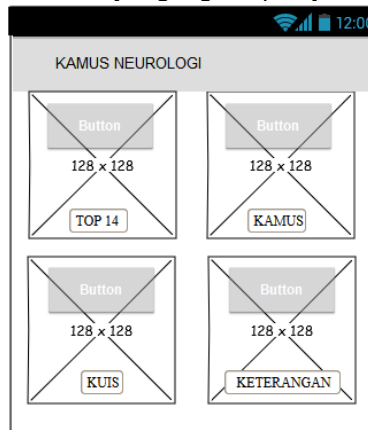 12:00
KAMUS NEUROLOGI
Button Button
128 x 128 128 x 128
TOP 14 KAMUS
Button Button
128 x 128 128 x 128
KUIS KETERANGAN